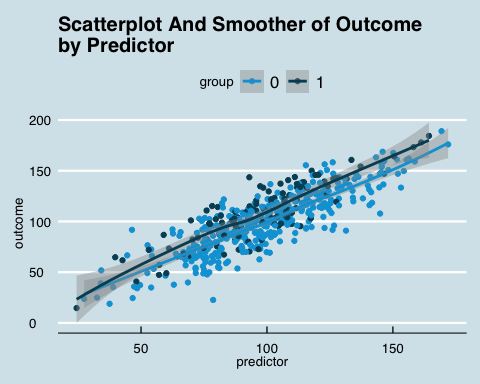 Scatterplot And Smoother of Outcome
by Predictor
group 0 1
200
150
100
50
0
outcome
50 100 150
predictor